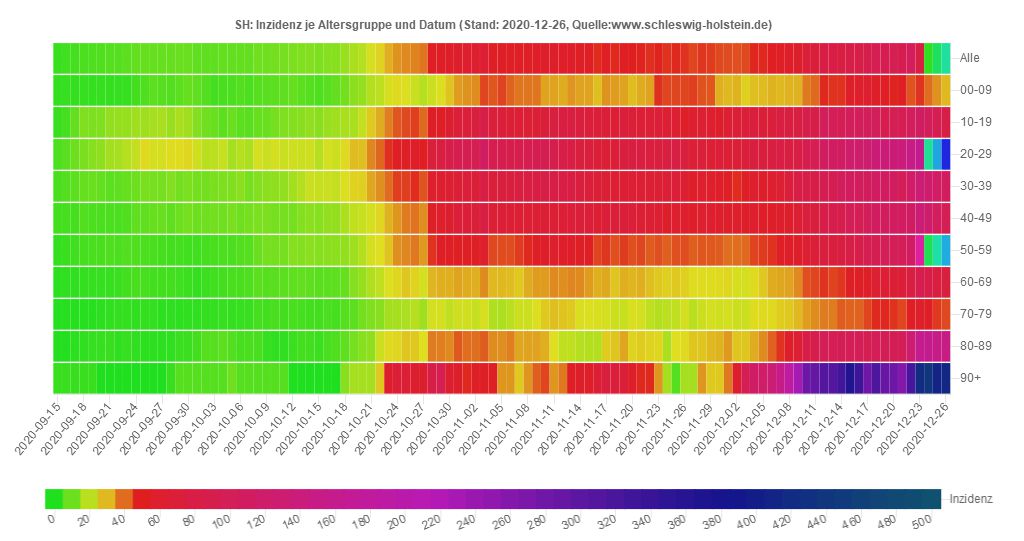 SH: Inzidenz je Altersgruppe und Datum (Stand: 2020-12-26, Quelle:www.schleswig-holstein.de)
Alle
00-09
10-19
20-29
30-39
40-49
50-59
60-69
70-79
80-89
90+
2020-09-15 2020-09-18 2020-09-21 2020-09-24 2020-09-27 2020-09-30 2020-10-03 2020-10-06 2020-10-09 2020-10-12 2020-10-15 2020-10-18 2020-10-21 2020-10-24 2020-10-27 2020-10-30 2020-11-02 2020-11-05 2020-11-08 2020-11-11 2020-11-14 2020-11-17 2020-11-20 2020-11-23 2020-11-26 2020-11-29 2020-12-02 2020-12-05 2020-12-08 2020-12-11 2020-12-14 2020-12-17 2020-12-20 2020-12-23 2020-12-26
Inzidenz
0 20 40 60 80 100 120 140 160 180 200 220 240 260 280 300 320 340 360 380 400 420 440 460 480 500